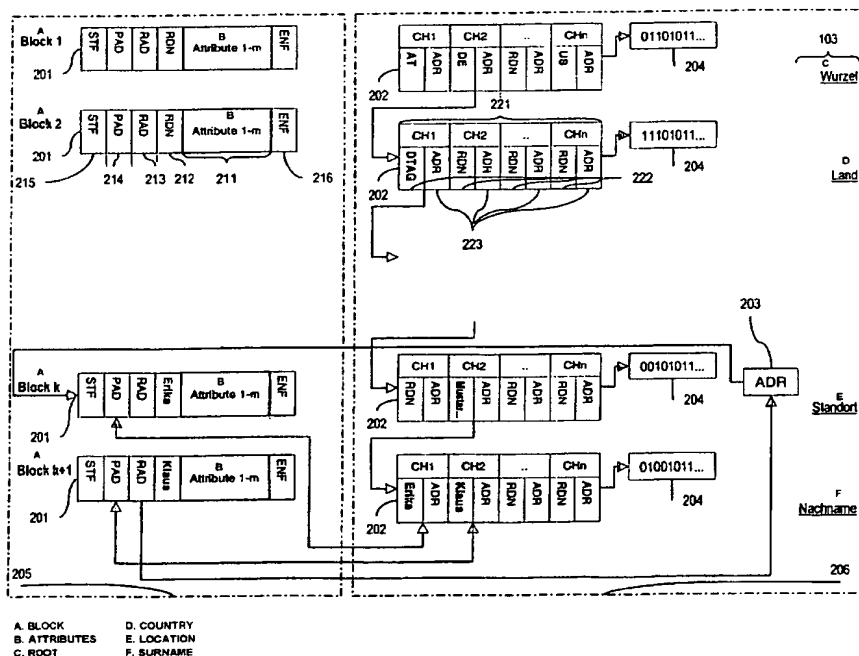 A
Block 1
STF PAD RAD RDN
B
Attribute 1-m
ENF
201
A
Block 2
STF PAD RAD RDN
B
Attribute 1-m
ENF
201
215 214 213 212 211 216
CH1 CH2 .. CHn
AT ADR DE ADR RDN ADR US ADR
01101011...
202
204
103
C
Wurzel
221
CH1 CH2 .. CHn
DTAG ADR RDN ADR RDN ADR RDN ADR
11101011...
202
204
222
223
D
Land
203
ADR
A
Block k
STF PAD RAD Erika
B
Attribute 1-m
ENF
201
CH1 CH2 .. CHn
RDN ADR Muster... ADR RDN ADR RDN ADR
00101011...
202
204
E
Standort
A
Block k+1
STF PAD RAD Klaus
B
Attribute 1-m
ENF
201
CH1 CH2 .. CHn
Erika ADR Klaus ADR RDN ADR RDN ADR
01001011...
202
204
F
Nachname
205
206
A. BLOCK
B. ATTRIBUTES
C. ROOT
D. COUNTRY
E. LOCATION
F. SURNAME